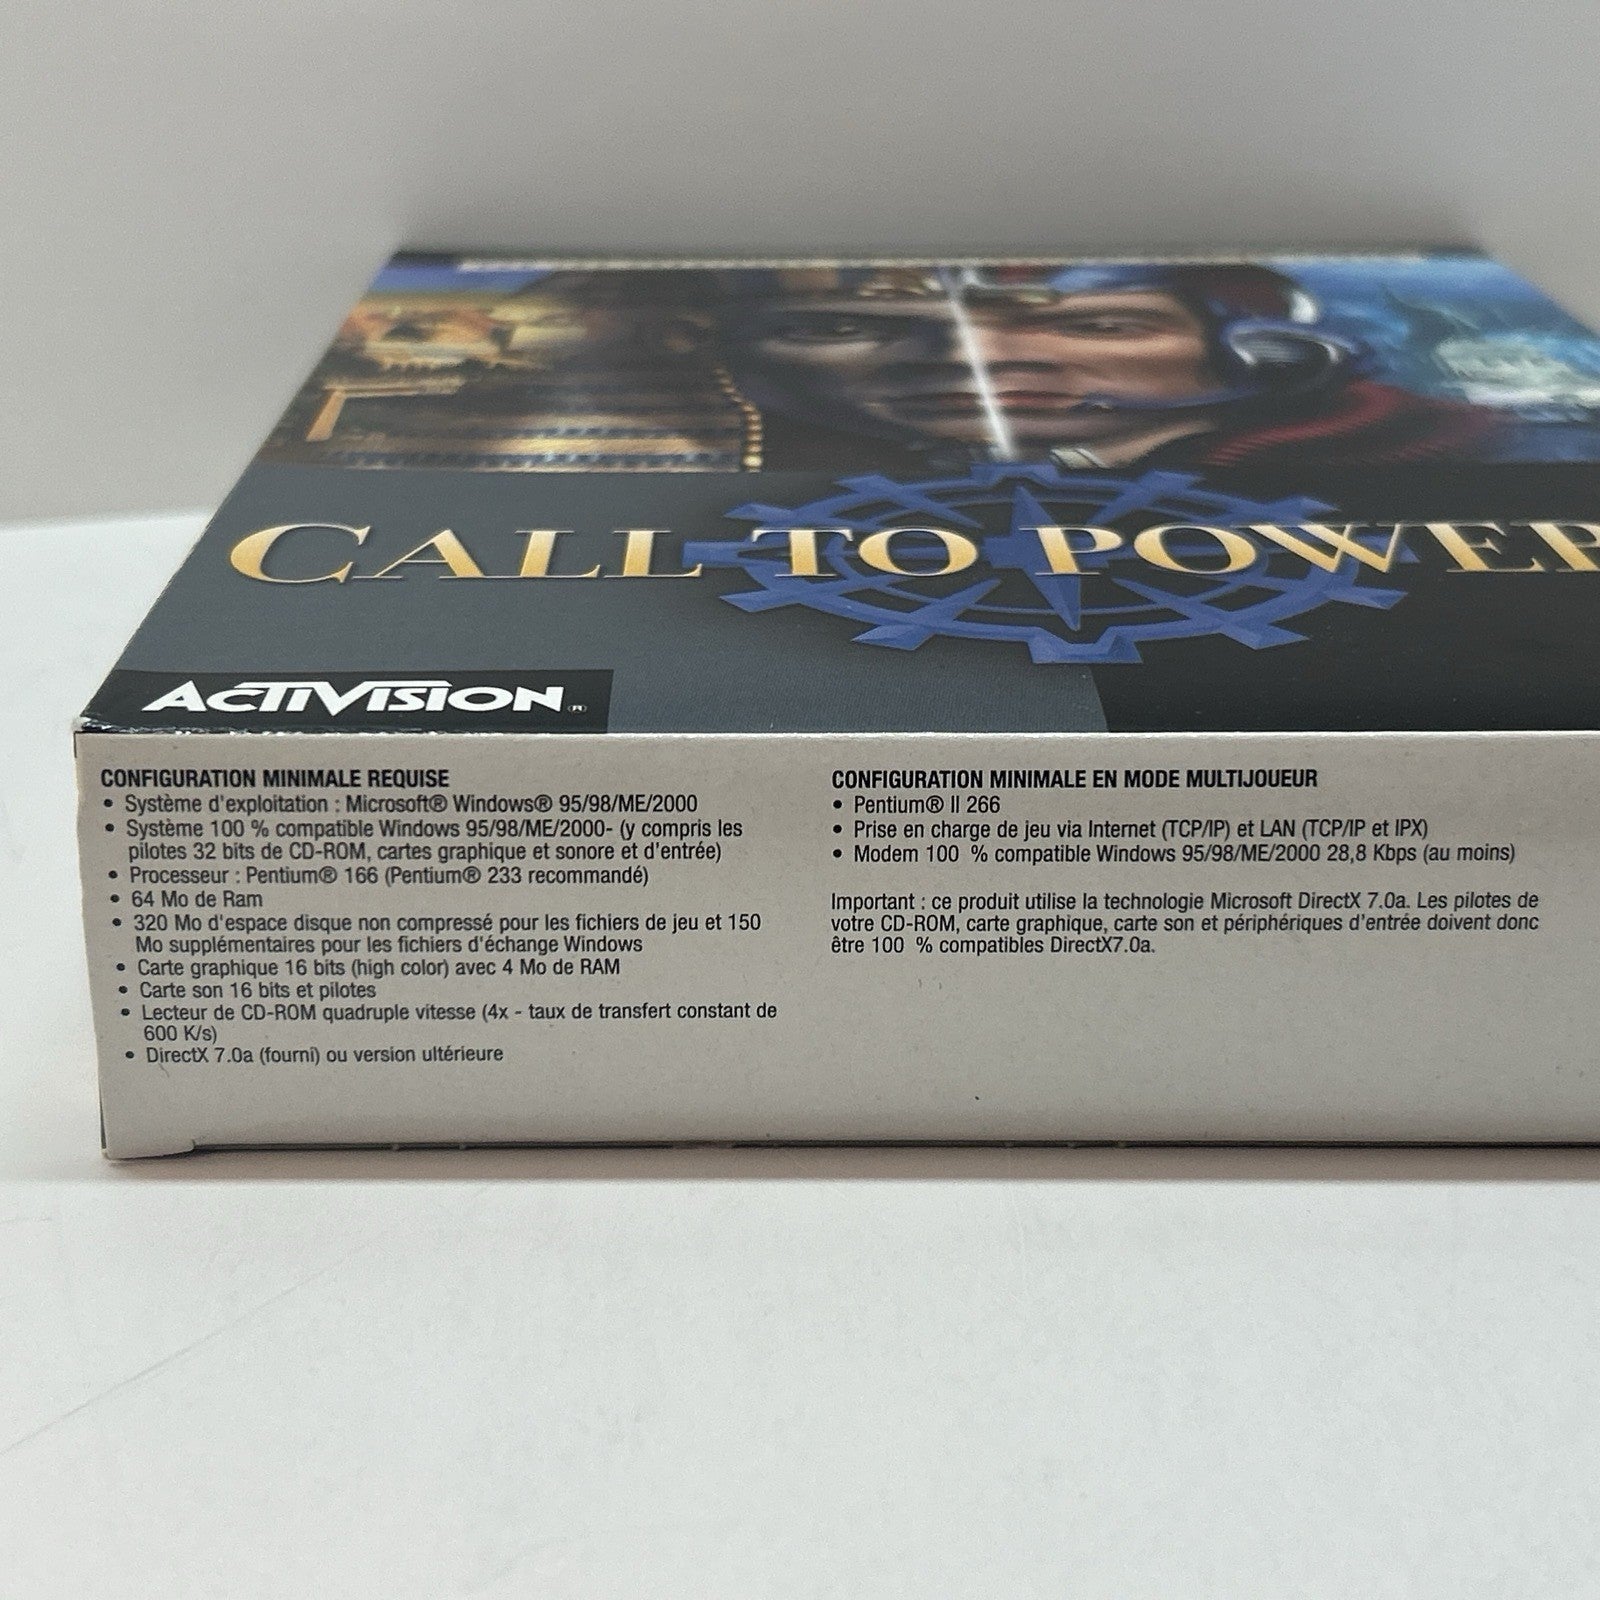 CALL TO POWER
ACTIVISION®
CONFIGURATION MINIMALE REQUISE
• Système d'exploitation : Microsoft® Windows® 95/98/ME/2000
• Système 100 % compatible Windows 95/98/ME/2000- (y compris les
pilotes 32 bits de CD-ROM, cartes graphique et sonore et d'entrée)
• Processeur : Pentium® 166 (Pentium® 233 recommandé)
• 64 Mo de Ram
• 320 Mo d'espace disque non compressé pour les fichiers de jeu et 150
Mo supplémentaires pour les fichiers d'échange Windows
• Carte graphique 16 bits (high color) avec 4 Mo de RAM
• Carte son 16 bits et pilotes
• Lecteur de CD-ROM quadruple vitesse (4x - taux de transfert constant de
600 K/s)
• DirectX 7.0a (fourni) ou version ultérieure
CONFIGURATION MINIMALE EN MODE MULTIJOUEUR
• Pentium® II 266
• Prise en charge de jeu via Internet (TCP/IP) et LAN (TCP/IP et IPX)
• Modem 100 % compatible Windows 95/98/ME/2000 28,8 Kbps (au moins)
Important : ce produit utilise la technologie Microsoft DirectX 7.0a. Les pilotes de
votre CD-ROM, carte graphique, carte son et périphériques d'entrée doivent donc
être 100 % compatibles DirectX7.0a.